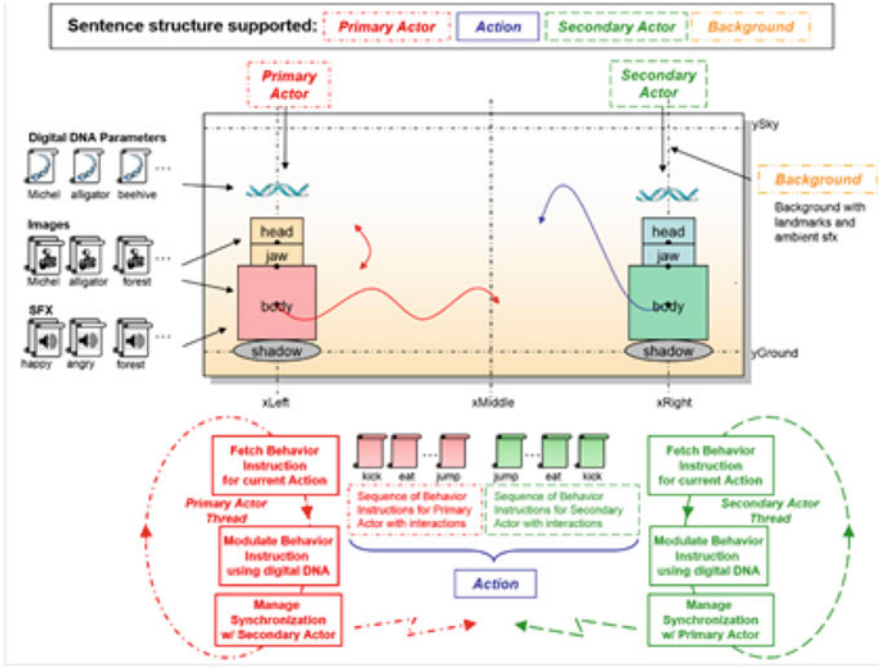 Sentence structure supported: Primary Actor Action Secondary Actor Background
Primary
Actor
Secondary
Actor
ySky
Digital DNA Parameters
Michel alligator beehive
...
Background
Background with
landmarks and
ambient sfx
Images
Michel alligator forest
...
SFX
happy angry forest
...
head
jaw
body
shadow
head
jaw
body
shadow
yGround
xLeft xMiddle xRight
Fetch Behavior
Instruction
for current Action
Primary Actor
Thread
Modulate Behavior
Instruction
using digital DNA
Manage
Synchronization
w/ Secondary Actor
kick eat ... jump
jump ... eat kick
Sequence of Behavior
Instructions for Primary
Actor with interactions
Sequence of Behavior
Instructions for Secondary
Actor with interactions
Action
Fetch Behavior
Instruction
for current Action
Secondary Actor
Thread
Modulate Behavior
Instruction
using digital DNA
Manage
Synchronization
w/ Primary Actor